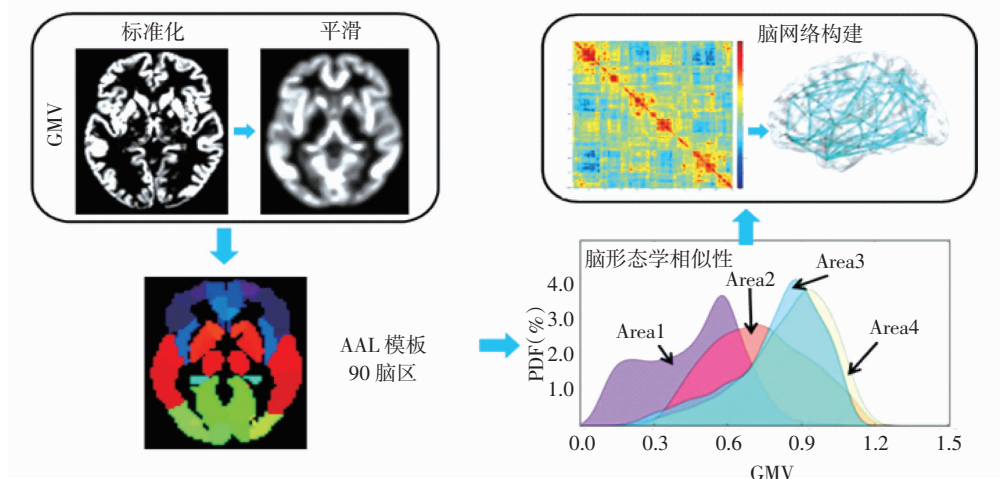 标准化
平滑
GMV
脑网络构建
AAL 模板
90 脑区
脑形态学相似性
Area1
Area2
Area3
Area4
PDF(%)
4.0
3.0
2.0
1.0
0.0 0.3 0.6 0.9 1.2 1.5
GMV